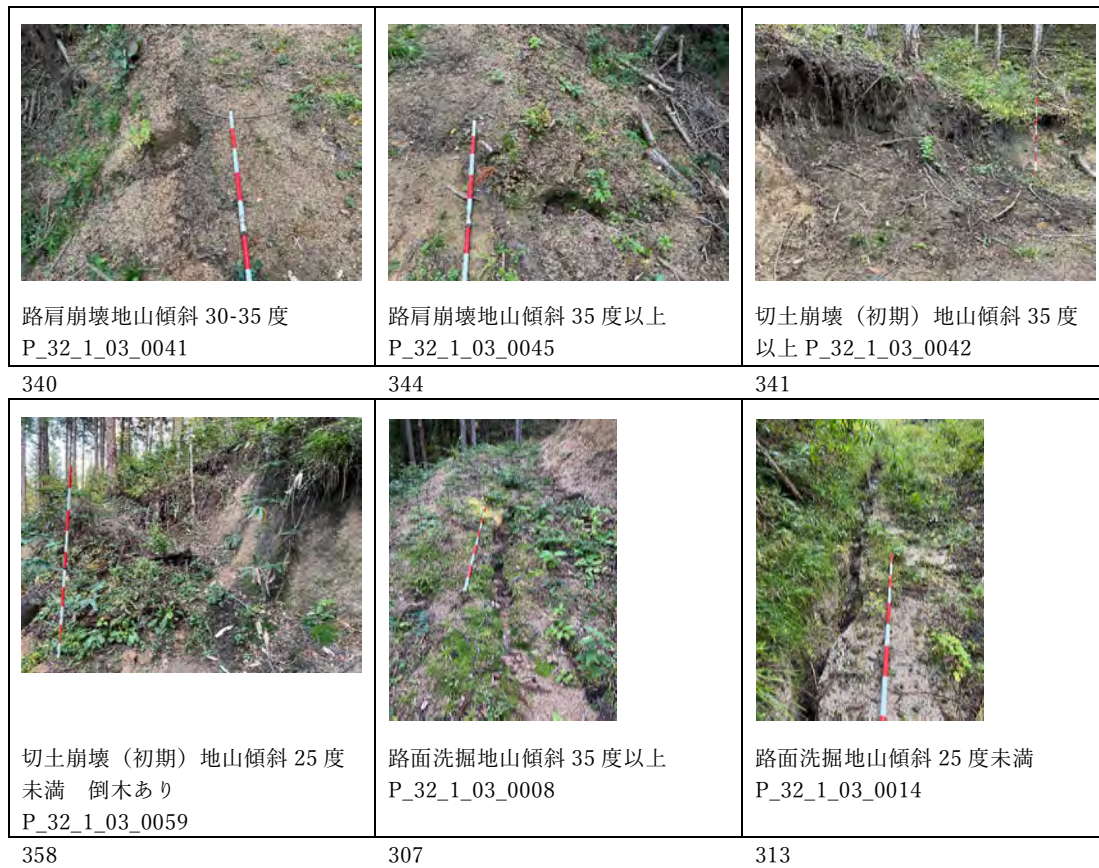 路肩崩壊地山傾斜 30-35 度
P_32_1_03_0041
路肩崩壊地山傾斜 35 度以上
P_32_1_03_0045
切土崩壊（初期）地山傾斜 35 度
以上 P_32_1_03_0042
340
344
341
切土崩壊（初期）地山傾斜 25 度
未満　倒木あり
P_32_1_03_0059
路面洗掘地山傾斜 35 度以上
P_32_1_03_0008
路面洗掘地山傾斜 25 度未満
P_32_1_03_0014
358
307
313